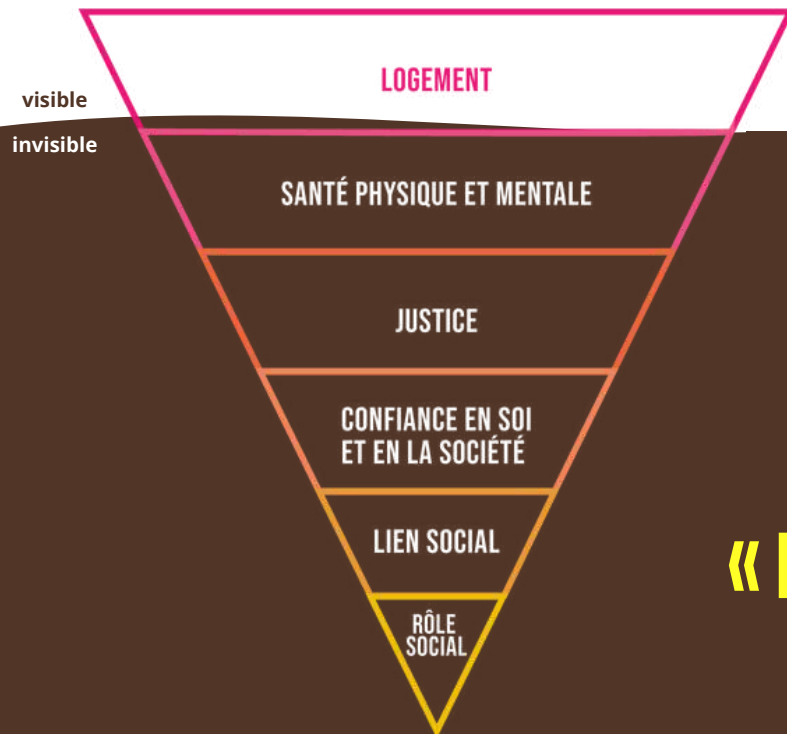 LOGEMENT
visible
invisible
SANTÉ PHYSIQUE ET MENTALE
JUSTICE
CONFIANCE EN SOI
ET EN LA SOCIÉTÉ
LIEN SOCIAL
«
RÔLE
SOCIAL